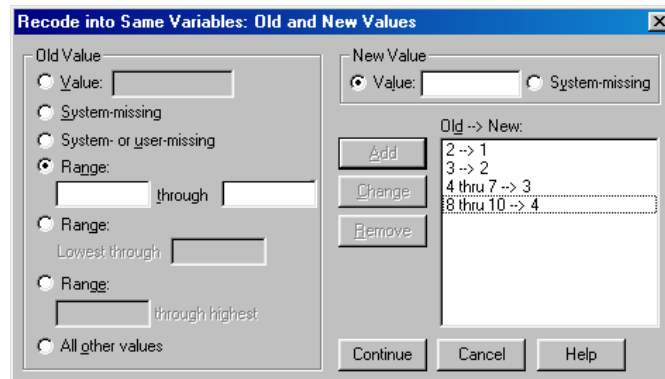 Recode into Same Variables: Old and New Values
Old Value
Value:
System-missing
System- or user-missing
Range:
through
Range:
Lowest through
Range:
through highest
All other values
New Value
Value:
System-missing
Old --> New:
Add
Change
Remove
2 --> 1
3 --> 2
4 thru 7 --> 3
8 thru 10 --> 4
Continue
Cancel
Help